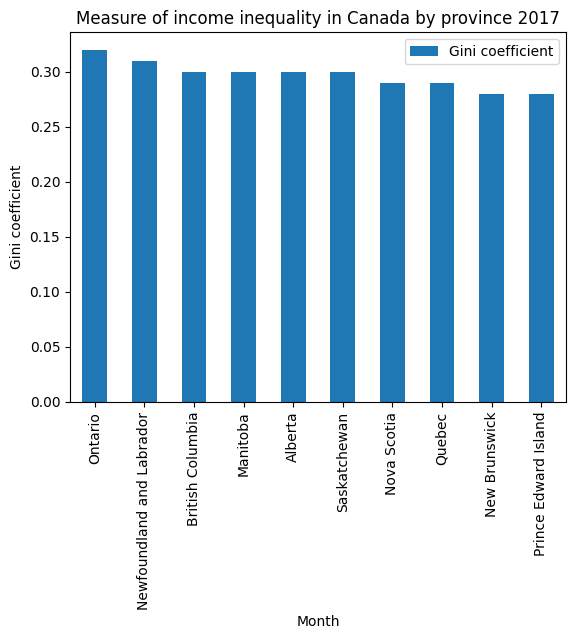 Measure of income inequality in Canada by province 2017
Gini coefficient
Gini coefficient
0.30
0.25
0.20
0.15
0.10
0.05
0.00
Ontario
Newfoundland and Labrador
British Columbia
Manitoba
Alberta
Saskatchewan
Nova Scotia
Quebec
New Brunswick
Prince Edward Island
Month